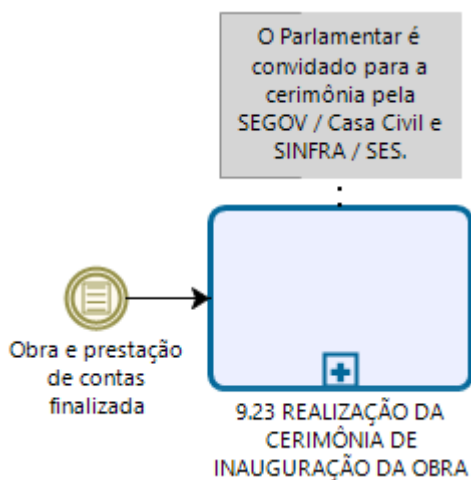 O Parlamentar é
convidado para a
cerimônia pela
SEGOV / Casa Civil e
SINFRA / SES.
Obra e prestação
de contas
finalizada
9.23 REALIZAÇÃO DA
CERIMÔNIA DE
INAUGURAÇÃO DA OBRA